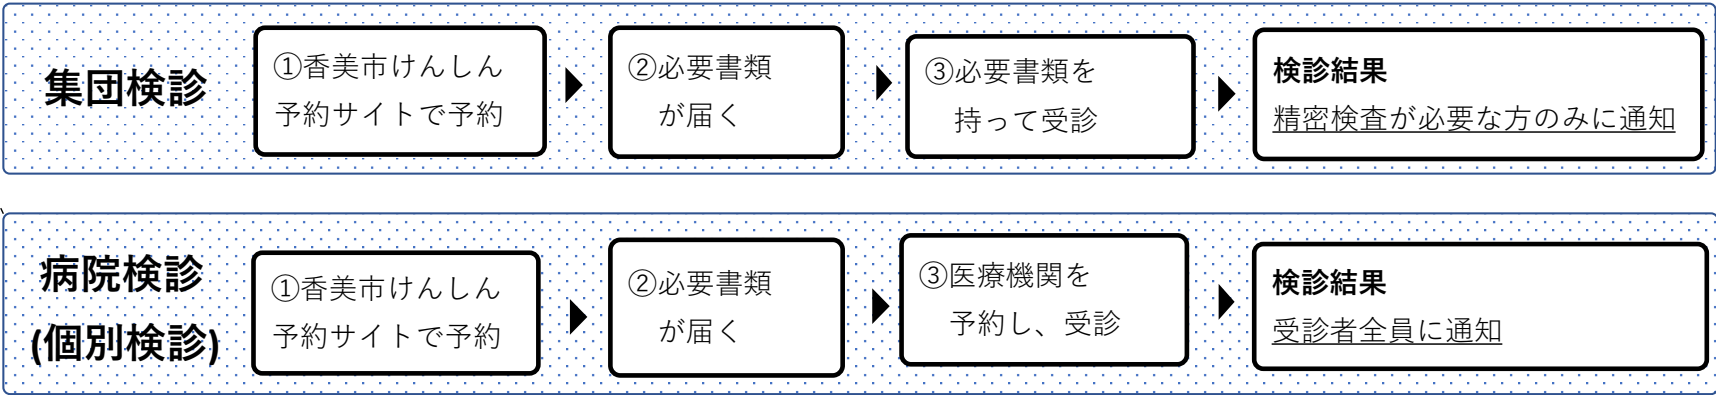 集団検診
①香美市けんしん
予約サイトで予約
②必要書類
が届く
③必要書類を
持って受診
検診結果
精密検査が必要な方のみに通知
病院検診
(個別検診)
①香美市けんしん
予約サイトで予約
②必要書類
が届く
③医療機関を
予約し、受診
検診結果
受診者全員に通知